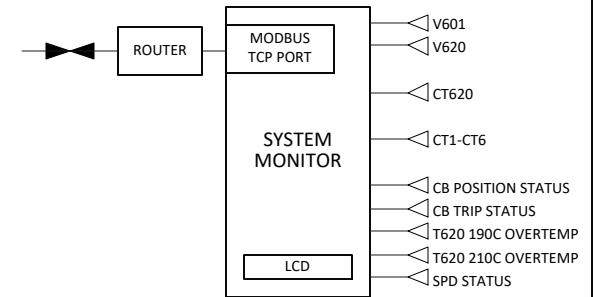 ROUTER
MODBUS
TCP PORT
SYSTEM
MONITOR
LCD
V601
V620
CT620
CT1-CT6
CB POSITION STATUS
CB TRIP STATUS
T620 190C OVERTEMP
T620 210C OVERTEMP
SPD STATUS